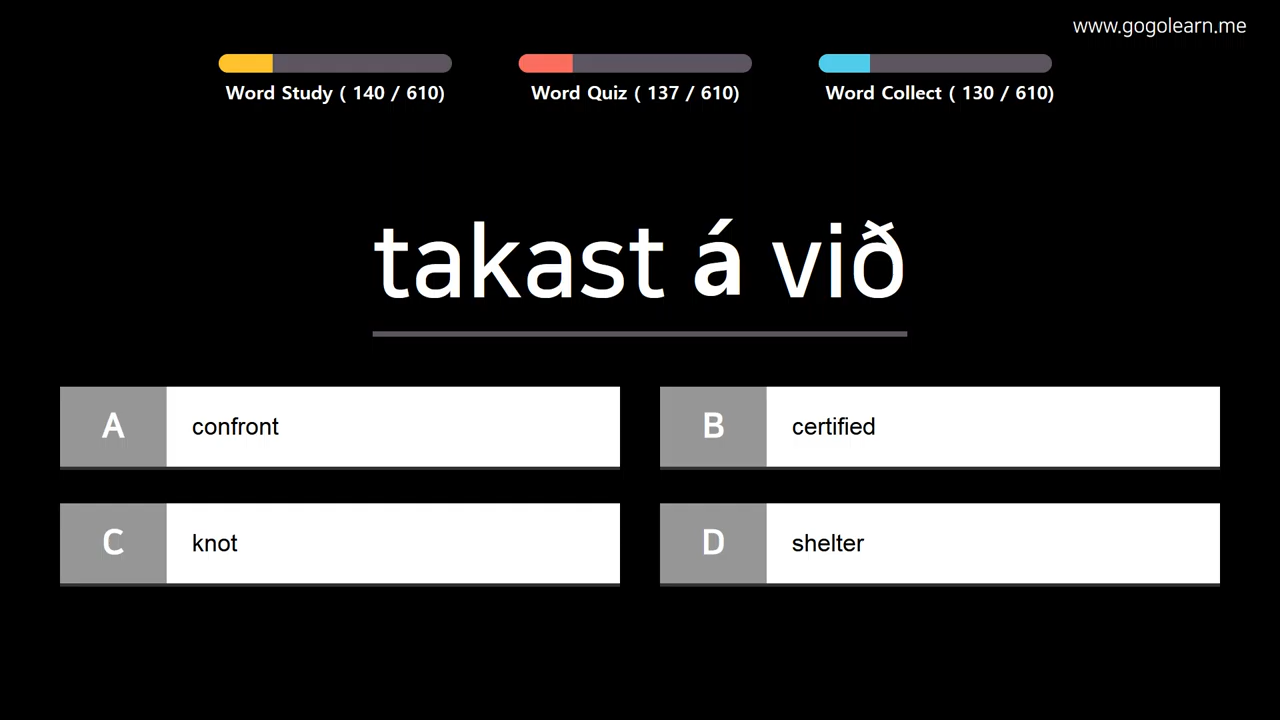 www.gogolearn.me
Word Study ( 140 / 610)
Word Quiz ( 137 / 610)
Word Collect ( 130 / 610)
takast á við
A confront
B certified
C knot
D shelter